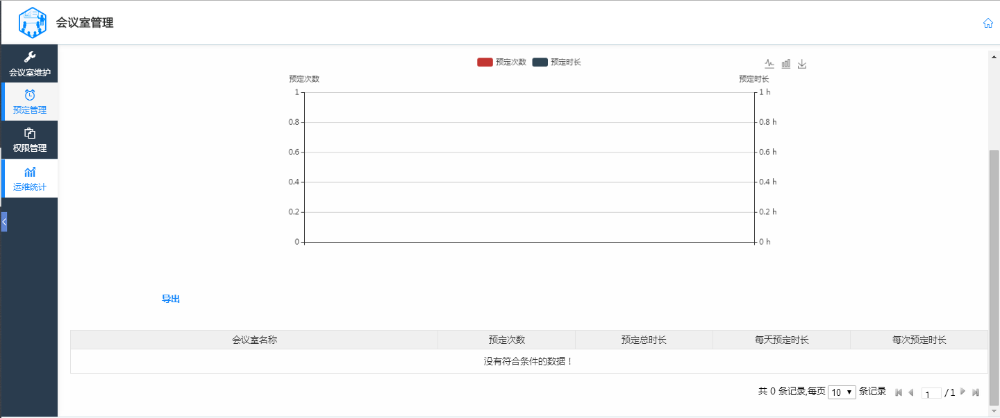 会议室管理
会议室维护
预定管理
权限管理
运维统计
预定次数 预定时长
预定次数 预定时长
1 1 h
0.8 0.8 h
0.6 0.6 h
0.4 0.4 h
0.2 0.2 h
0 0 h
导出
会议室名称 预定次数 预定总时长 每天预定时长 每次预定时长
没有符合条件的数据！
共 0 条记录,每页 10 条记录 1 / 1